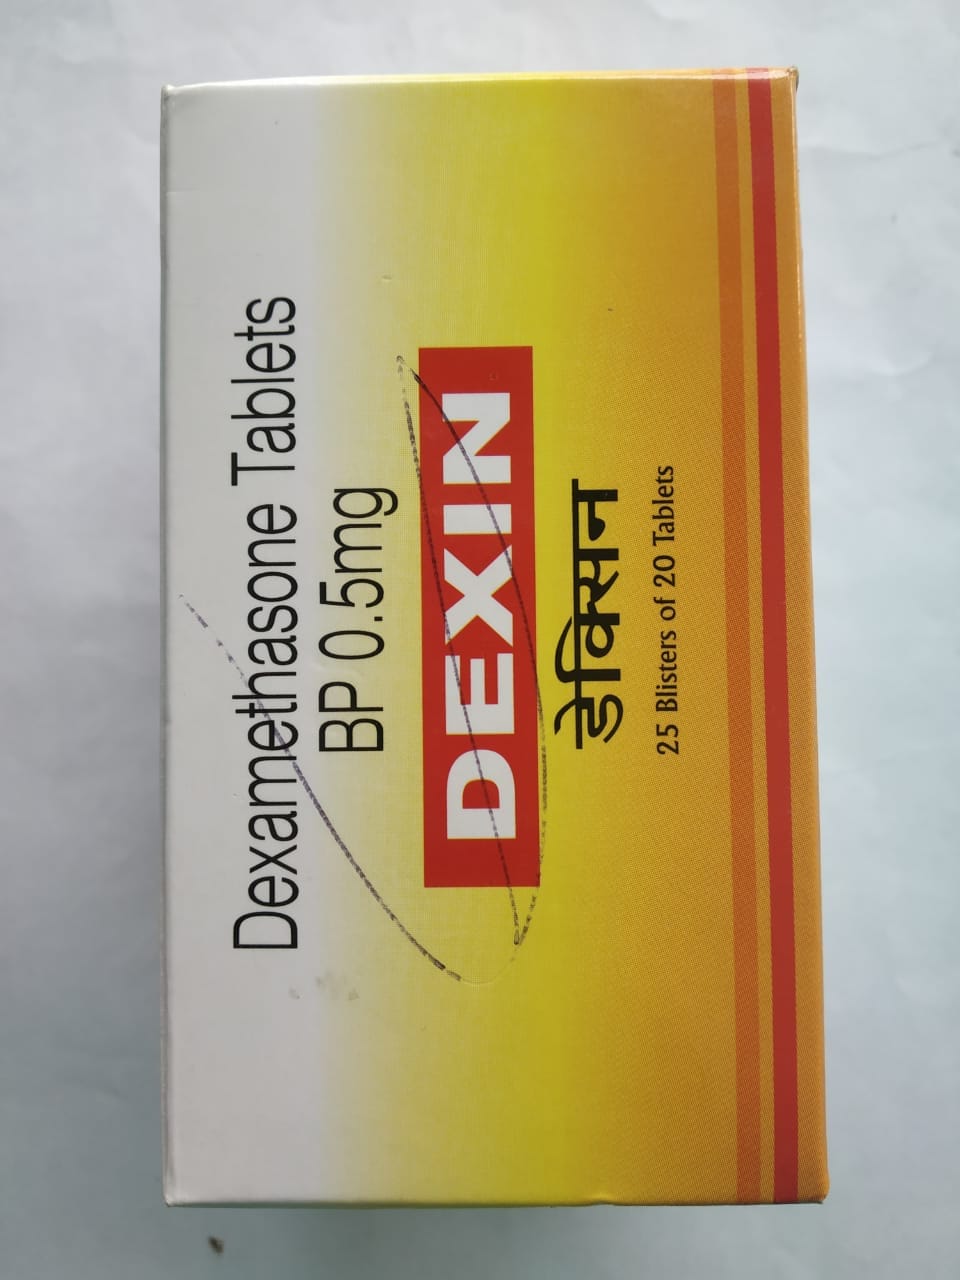 Dexamethasone Tablets
BP 0.5mg
DEXIN
डेक्सिन
25 Blisters of 20 Tablets